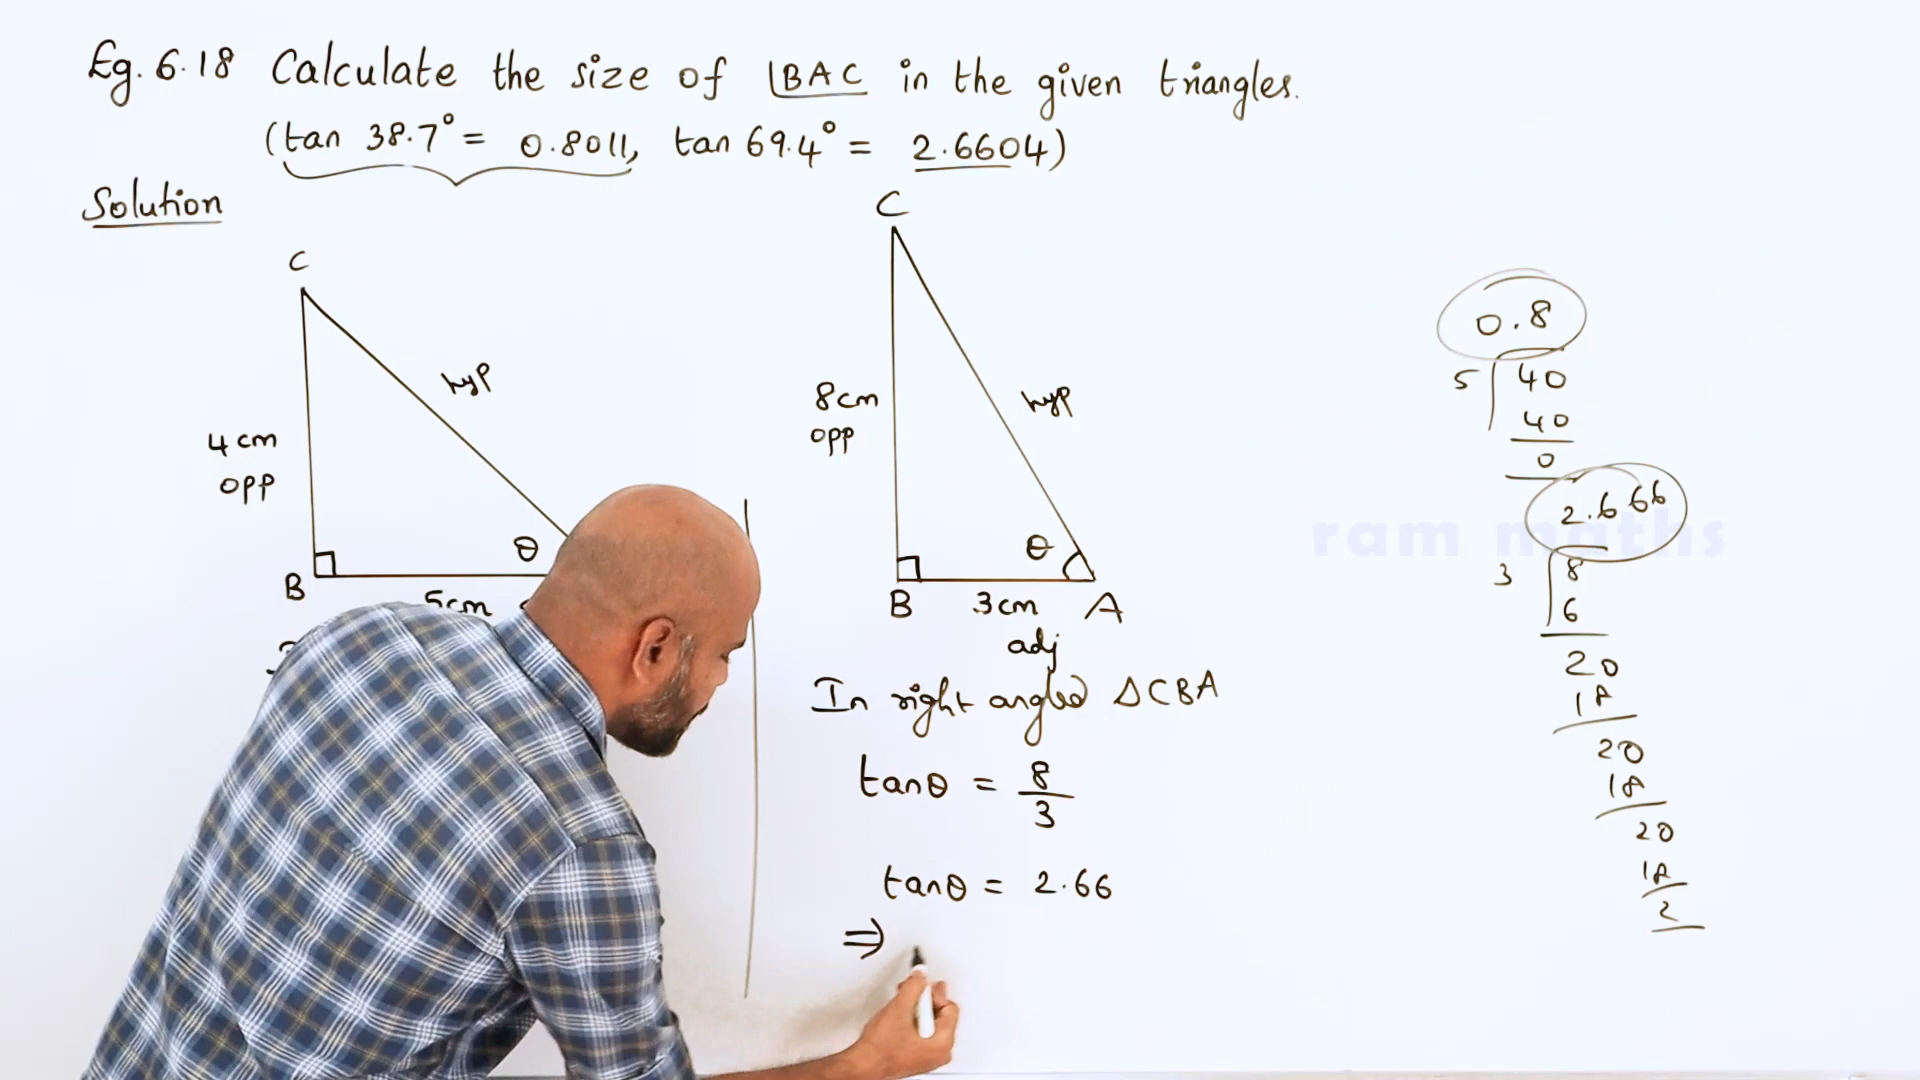 Eg. 6.18 Calculate the size of ∠BAC in the given triangles.
(tan 38.7° = 0.8011, tan 69.4° = 2.6604)
Solution
C
hyp
4cm
opp
θ
B
5cm
C
8cm
opp
hyp
θ
B 3cm A
adj
In right angled ΔCBA
tanθ = 8/3
tanθ = 2.66
⇒
0.8
5 40
40
0
2.666
3 8
6
20
18
20
18
20
18
2
ram maths